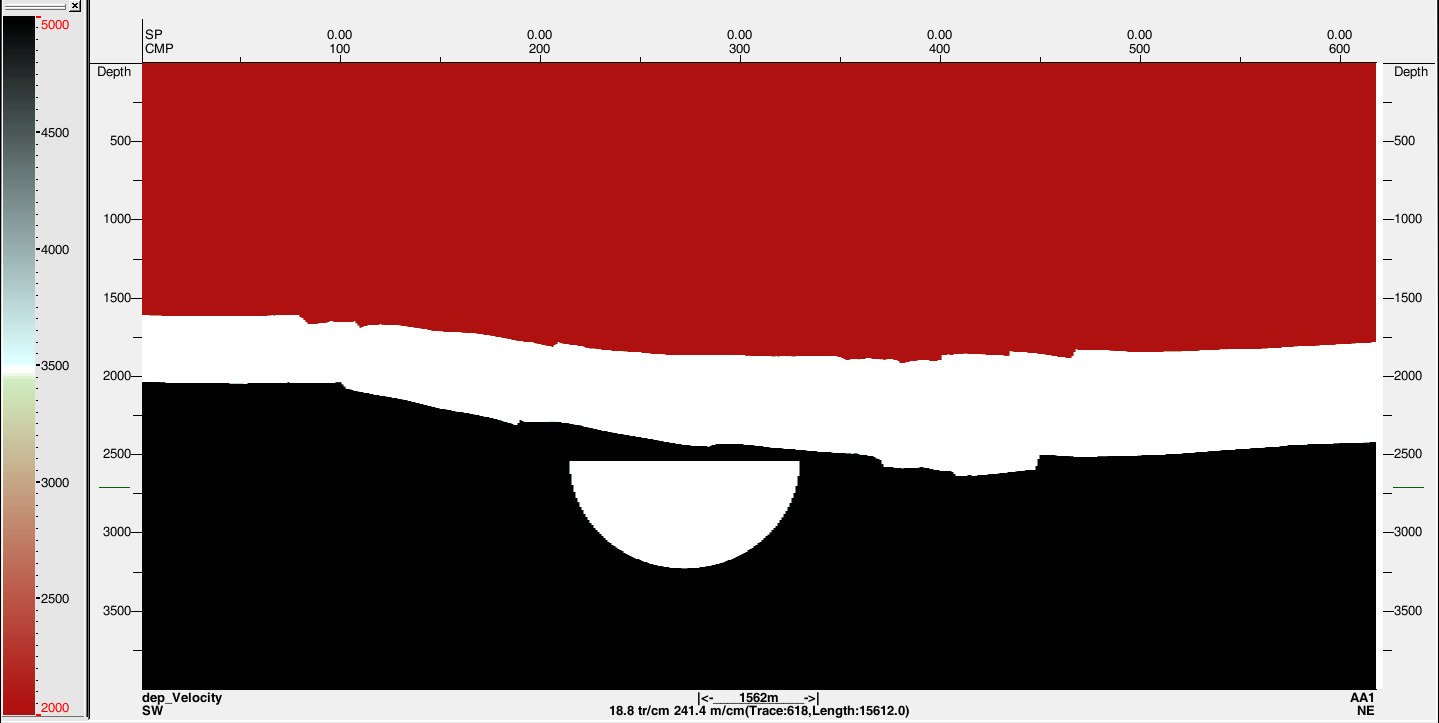 5000
4500
4000
3500
3000
2500
2000
SP 0.00 0.00 0.00 0.00 0.00 0.00
CMP 100 200 300 400 500 600
Depth Depth
500 500
1000 1000
1500 1500
2000 2000
2500 2500
3000 3000
3500 3500
dep_Velocity |<- 1562m ->| AA1
SW 18.8 tr/cm 241.4 m/cm(Trace:618,Length:15612.0) NE